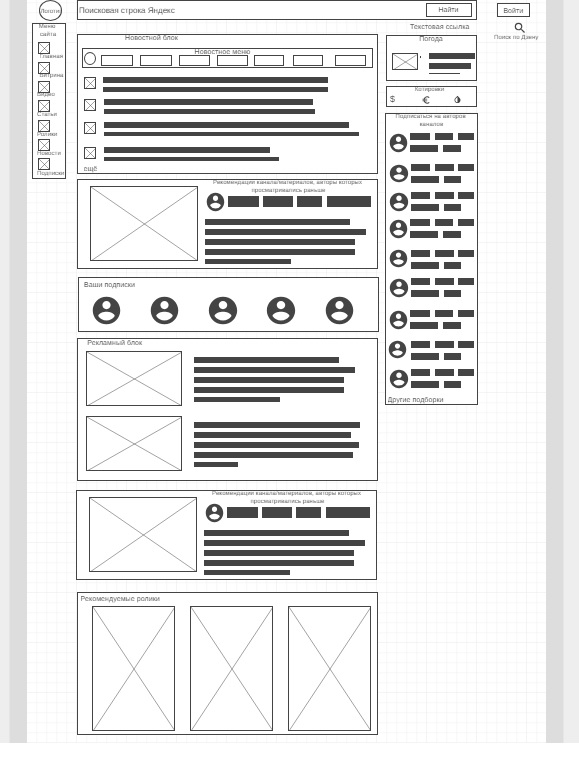 Логотип
Поисковая строка Яндекс
Найти
Войти
Меню
сайта
Текстовая ссылка
Поиск по Дзену
Новостной блок
Погода
Новостное меню
Главная
Витрина
Видео
Статьи
Ролики
Новости
Подписки
Котировки
$
€
Подписаться на авторов
каналов
ещё
Рекомендации канала/материалов, авторы которых
просматривались раньше
Ваши подписки
Рекламный блок
Другие подборки
Рекомендации канала/материалов, авторы которых
просматривались раньше
Рекомендуемые ролики